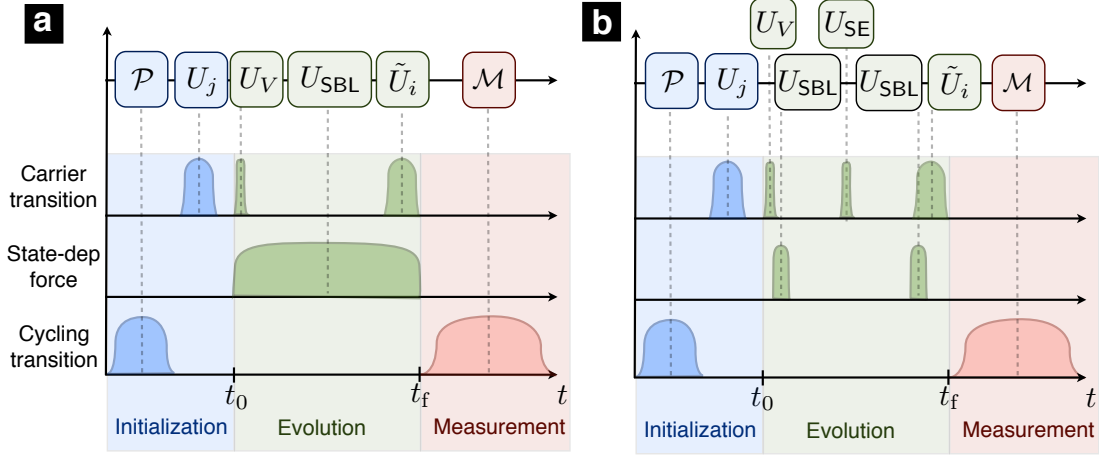 a
𝒫 U_j U_V U_SBL Ũ_i ℳ
Carrier
transition
State-dep
force
Cycling
transition
t_0 t_f t
Initialization Evolution Measurement
b
U_V U_SE
𝒫 U_j U_SBL U_SBL Ũ_i ℳ
t_0 t_f t
Initialization Evolution Measurement